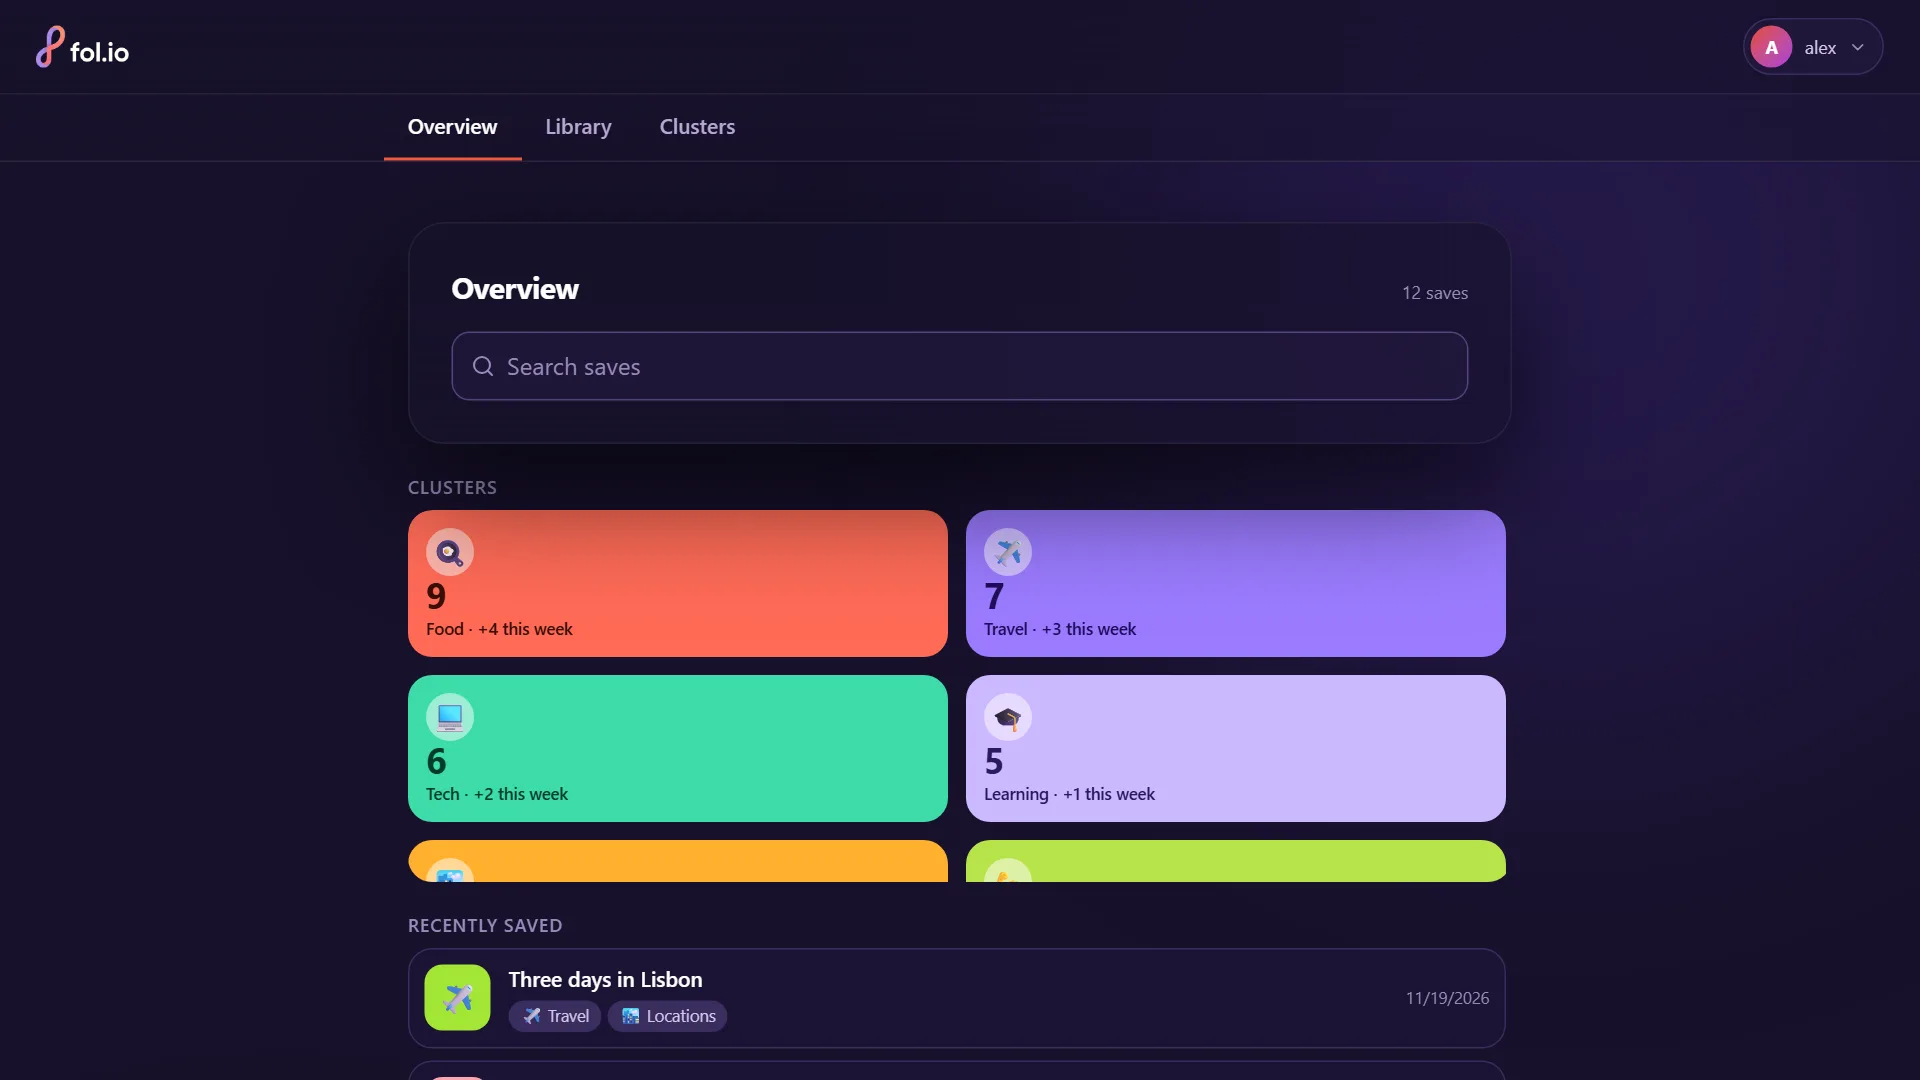 fol.io
A alex
Overview Library Clusters
Overview
12 saves
Search saves
CLUSTERS
9
Food · +4 this week
7
Travel · +3 this week
6
Tech · +2 this week
5
Learning · +1 this week
RECENTLY SAVED
Three days in Lisbon
Travel Locations
11/19/2026